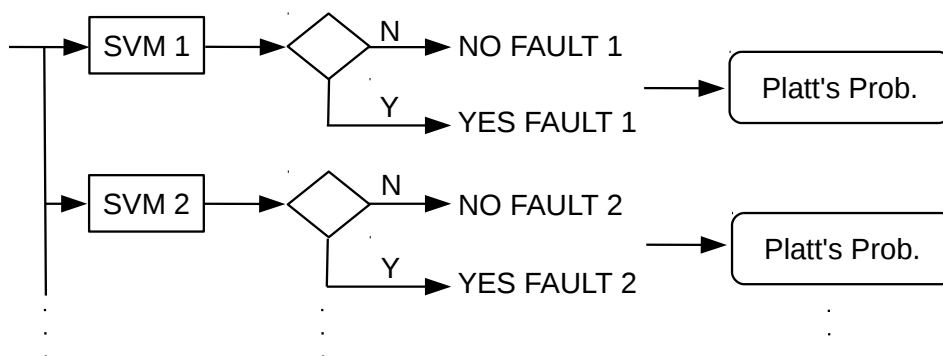 SVM 1
N
NO FAULT 1
Y
YES FAULT 1
Platt's Prob.
SVM 2
N
NO FAULT 2
Y
YES FAULT 2
Platt's Prob.